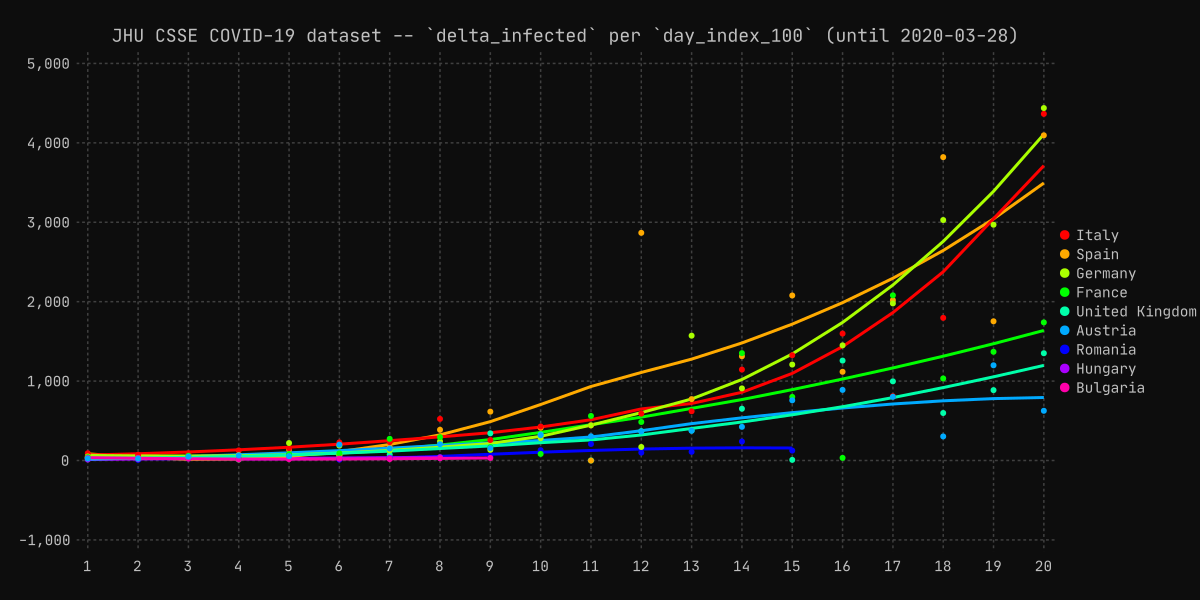 JHU CSSE COVID-19 dataset -- `delta_infected` per `day_index_100` (until 2020-03-28)
5,000
4,000
3,000
2,000
1,000
0
-1,000
1 2 3 4 5 6 7 8 9 10 11 12 13 14 15 16 17 18 19 20
Italy
Spain
Germany
France
United Kingdom
Austria
Romania
Hungary
Bulgaria